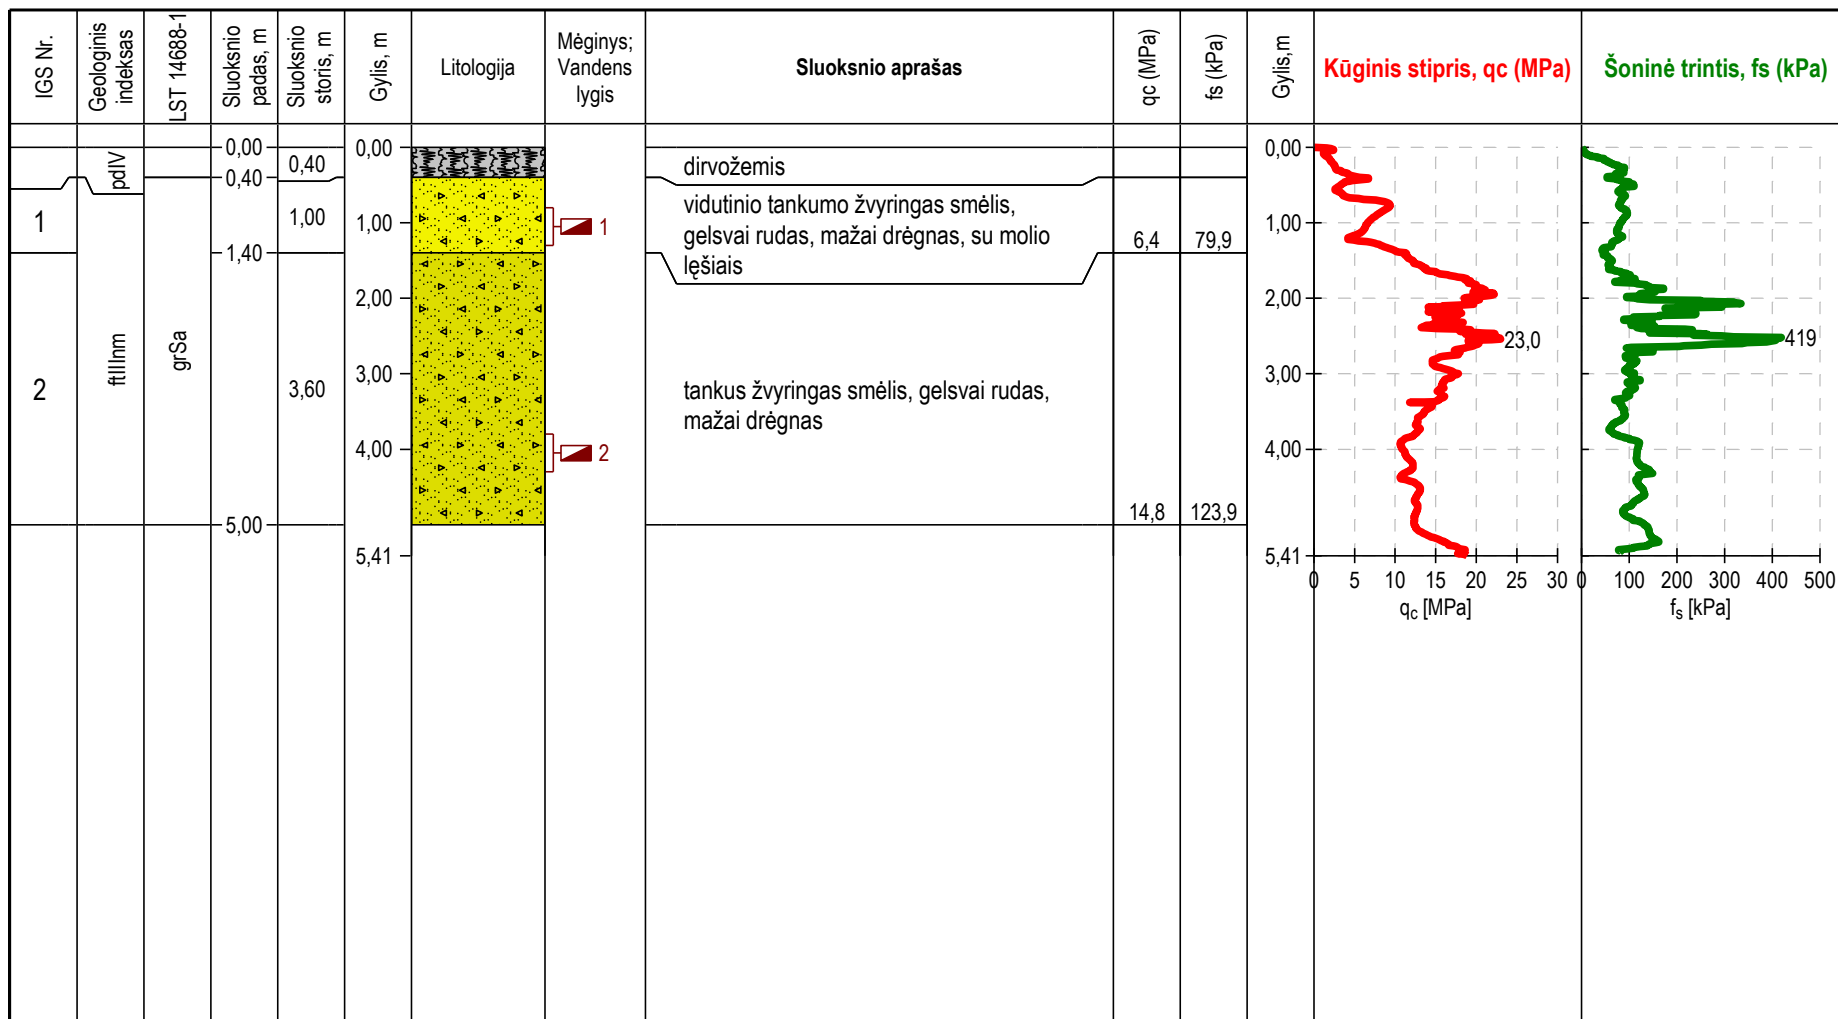 IGS Nr.
Geologinis
indeksas
LST 14688-1
Sluoksnio
padas, m
Sluoksnio
storis, m
Gylis, m
Litologija
Mėginys;
Vandens
lygis
Sluoksnio aprašas
qc (MPa)
fs (kPa)
Gylis,m
Kūginis stipris, qc (MPa)
Šoninė trintis, fs (kPa)
pdIV
0,00
0,40
0,40
0,00
dirvožemis
0,00
1
1,00
1,40
1,00
1
vidutinio tankumo žvyringas smėlis,
gelsvai rudas, mažai drėgnas, su molio
lęšiais
6,4
79,9
1,00
2
ftIIInm
grSa
3,60
5,00
2,00
3,00
4,00
5,41
2
tankus žvyringas smėlis, gelsvai rudas,
mažai drėgnas
14,8
123,9
2,00
3,00
4,00
5,41
23,0
419
0 5 10 15 20 25 30
qc [MPa]
0 100 200 300 400 500
fs [kPa]